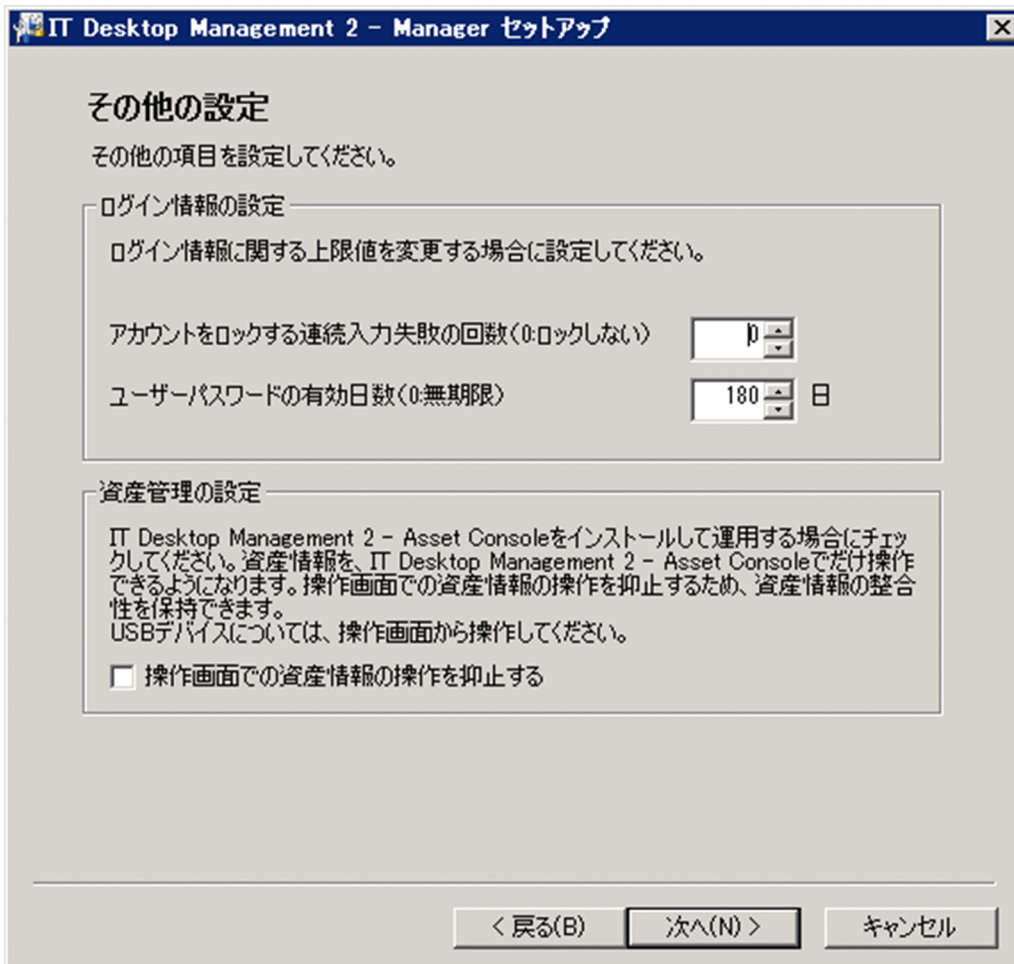 IT Desktop Management 2 - Manager セットアップ
その他の設定
その他の項目を設定してください。
ログイン情報の設定
ログイン情報に関する上限値を変更する場合に設定してください。
アカウントをロックする連続入力失敗の回数(0:ロックしない) 0
ユーザーパスワードの有効日数(0:無期限) 180 日
資産管理の設定
IT Desktop Management 2 - Asset Consoleをインストールして運用する場合にチェッ
クしてください。資産情報を、IT Desktop Management 2 - Asset Consoleでだけ操作
できるようになります。操作画面での資産情報の操作を抑止するため、資産情報の整合
性を保持できます。
USBデバイスについては、操作画面から操作してください。
操作画面での資産情報の操作を抑止する
< 戻る(B) 次へ(N) > キャンセル